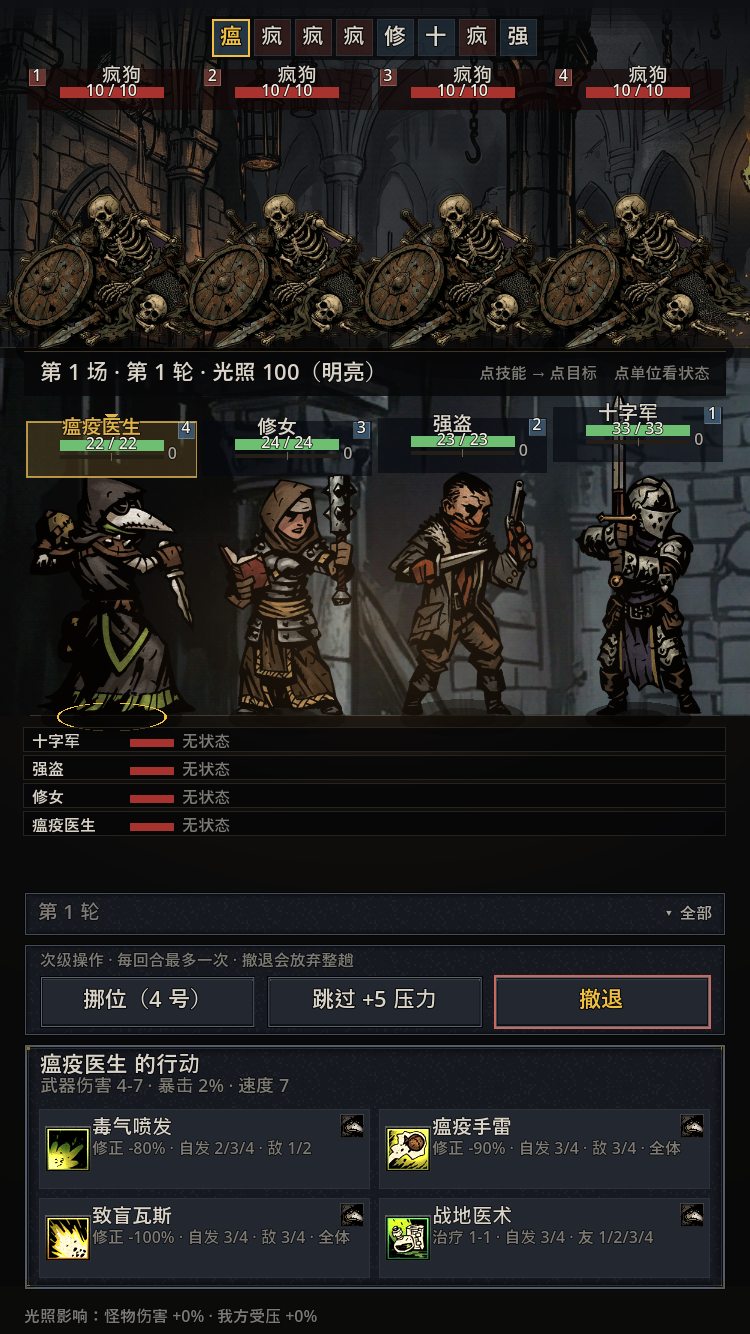 瘟 疯 疯 疯 修 十 疯 强
1 疯狗 2 疯狗 3 疯狗 4 疯狗
10 / 10 10 / 10 10 / 10 10 / 10
第 1 场 · 第 1 轮 · 光照 100（明亮） 点技能 → 点目标 点单位看状态
瘟疫医生 4 修女 3 强盗 2 十字军 1
22 / 22 0 24 / 24 0 23 / 23 0 33 / 33 0
十字军 无状态
强盗 无状态
修女 无状态
瘟疫医生 无状态
第 1 轮 ▾ 全部
次级操作 · 每回合最多一次 · 撤退会放弃整趟
挪位（4 号） 跳过 +5 压力 撤退
瘟疫医生 的行动
武器伤害 4-7 · 暴击 2% · 速度 7
毒气喷发 瘟疫手雷
修正 -80% · 自发 2/3/4 · 敌 1/2 修正 -90% · 自发 3/4 · 敌 3/4 · 全体
致盲瓦斯 战地医术
修正 -100% · 自发 3/4 · 敌 3/4 · 全体 治疗 1-1 · 自发 3/4 · 友 1/2/3/4
光照影响：怪物伤害 +0% · 我方受压 +0%